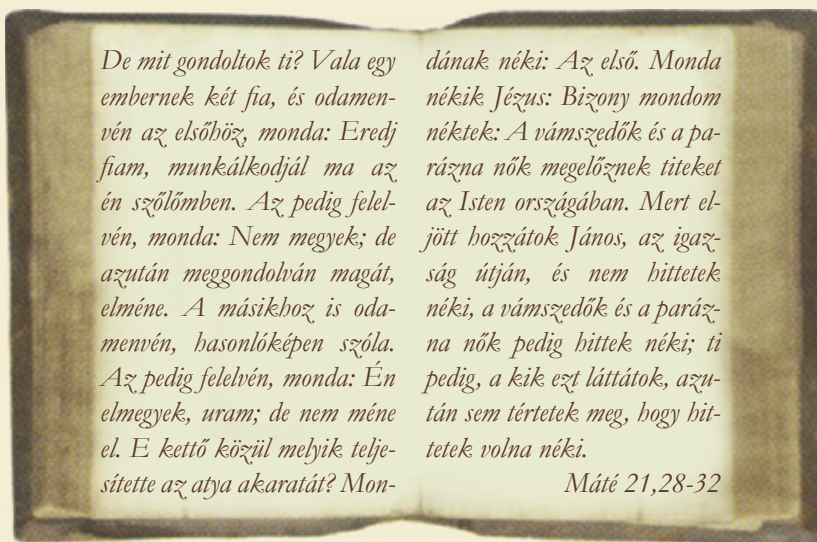 De mit gondoltok ti? Vala egy
embernek két fia, és odamen-
vén az elsőhöz, monda: Eredj
fiam, munkálkodjál ma az
én szőlőmben. Az pedig felel-
vén, monda: Nem megyek; de
azután meggondolván magát,
elméne. A másikhoz is oda-
menvén, hasonlóképen szóla.
Az pedig felelvén, monda: Én
elmegyek, uram; de nem méne
el. E kettő közül melyik telje-
sítette az atya akaratát? Mon-
dának néki: Az első. Monda
nékik Jézus: Bizony mondom
néktek: A vámszedők és a pa-
rázna nők megelőznek titeket
az Isten országában. Mert el-
jött hozzátok János, az igaz-
ság útján, és nem hittetek
néki, a vámszedők és a paráz-
na nők pedig hittek néki; ti
pedig, a kik ezt láttátok, azu-
tán sem tértetek meg, hogy hit-
tetek volna néki.
Máté 21,28-32